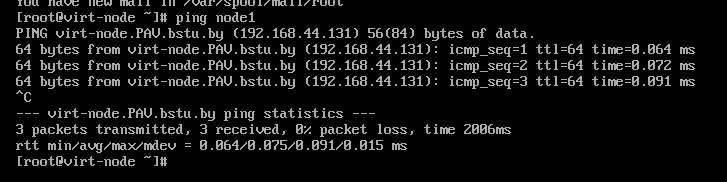 You have new mail in /var/spool/mail/root
[root@virt-node ~]# ping node1
PING virt-node.PAV.bstu.by (192.168.44.131) 56(84) bytes of data.
64 bytes from virt-node.PAV.bstu.by (192.168.44.131): icmp_seq=1 ttl=64 time=0.064 ms
64 bytes from virt-node.PAV.bstu.by (192.168.44.131): icmp_seq=2 ttl=64 time=0.072 ms
64 bytes from virt-node.PAV.bstu.by (192.168.44.131): icmp_seq=3 ttl=64 time=0.091 ms
^C
--- virt-node.PAV.bstu.by ping statistics ---
3 packets transmitted, 3 received, 0% packet loss, time 2006ms
rtt min/avg/max/mdev = 0.064/0.075/0.091/0.015 ms
[root@virt-node ~]#